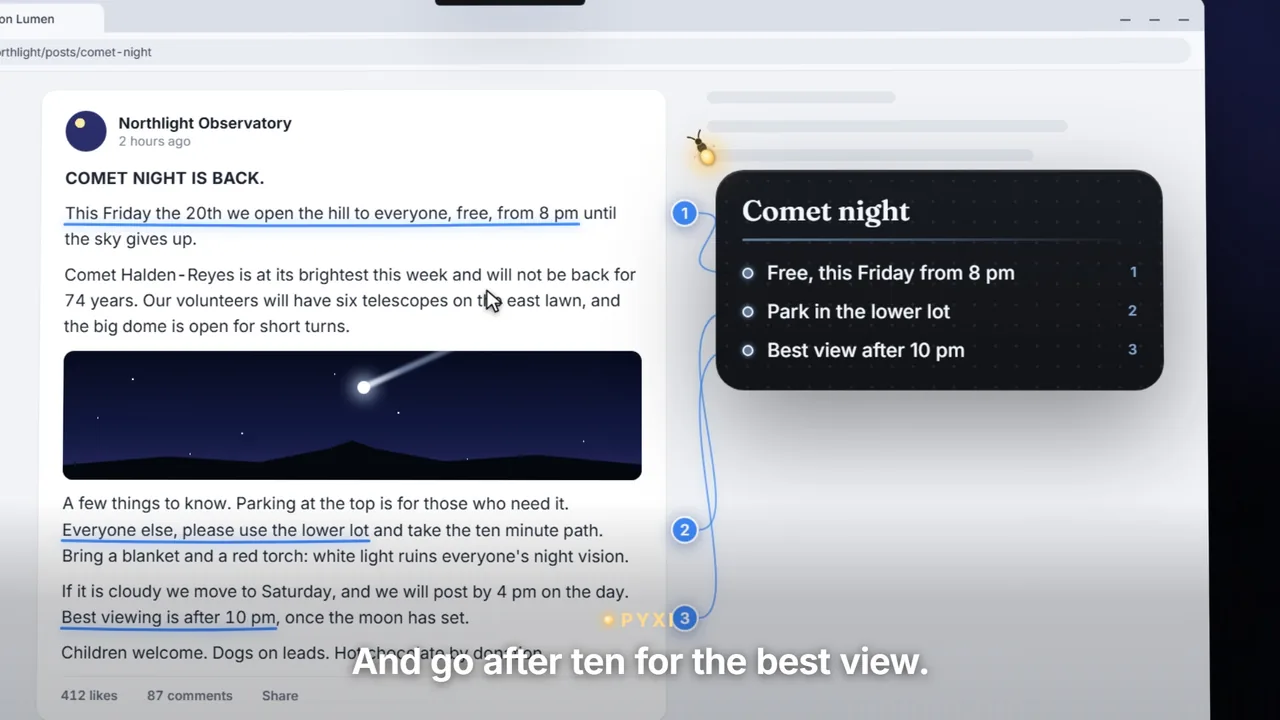 on Lumen
rthlight/posts/comet-night
Northlight Observatory
2 hours ago
COMET NIGHT IS BACK.
This Friday the 20th we open the hill to everyone, free, from 8 pm until
the sky gives up.
Comet Halden-Reyes is at its brightest this week and will not be back for
74 years. Our volunteers will have six telescopes on the east lawn, and
the big dome is open for short turns.
A few things to know. Parking at the top is for those who need it.
Everyone else, please use the lower lot and take the ten minute path.
Bring a blanket and a red torch: white light ruins everyone's night vision.
If it is cloudy we move to Saturday, and we will post by 4 pm on the day.
Best viewing is after 10 pm, once the moon has set.
Children welcome. Dogs on leads. Hot chocolate by donation.
412 likes 87 comments Share
1
2
3
Comet night
Free, this Friday from 8 pm 1
Park in the lower lot 2
Best view after 10 pm 3
And go after ten for the best view.